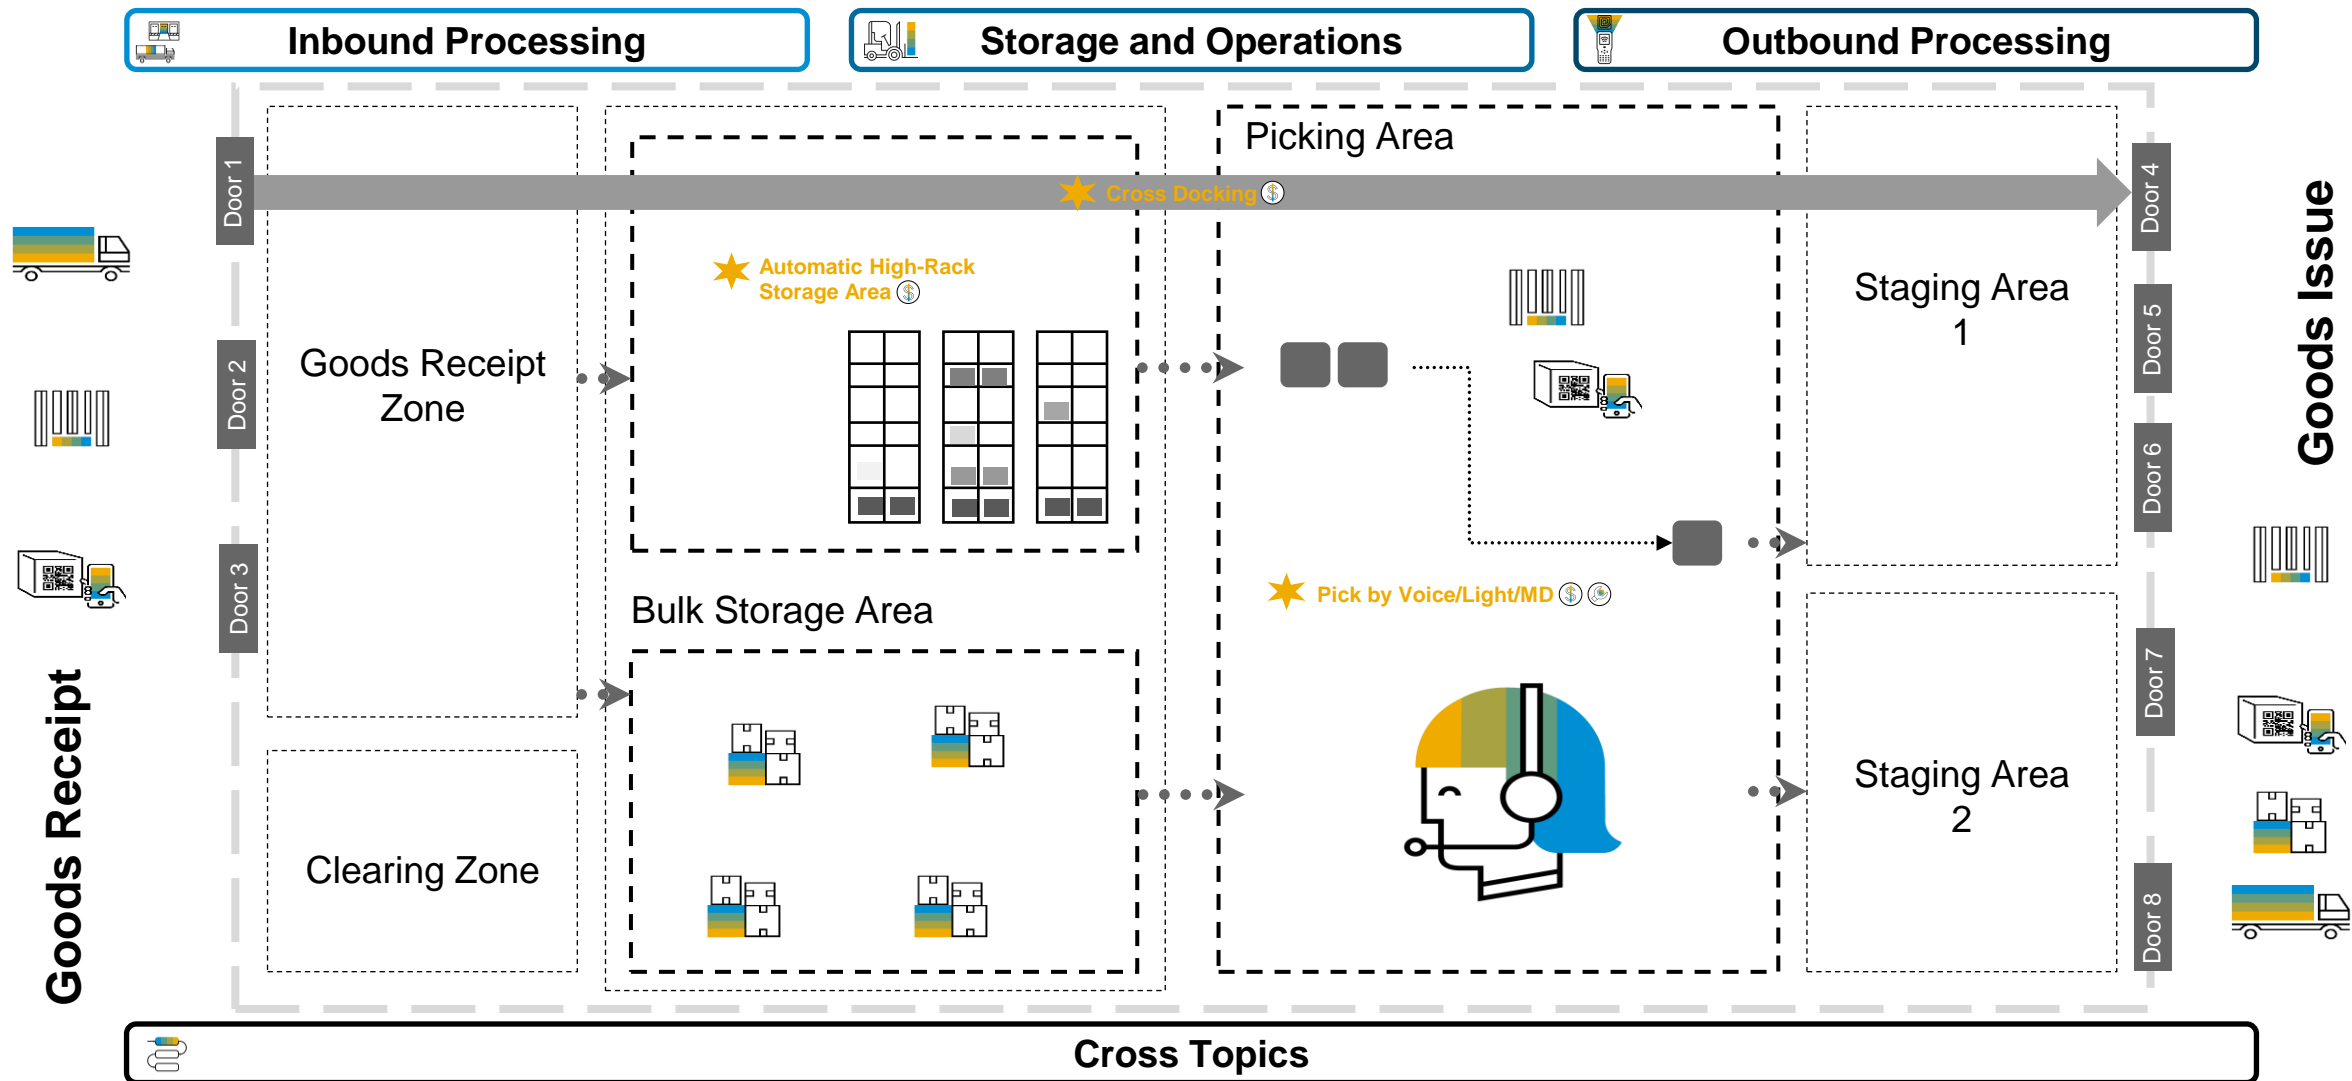 Inbound Processing
Storage and Operations
Outbound Processing
Goods Receipt
Door 1
Door 2
Door 3
Goods Receipt
Zone
Clearing Zone
Cross Docking
Automatic High-Rack
Storage Area
Bulk Storage Area
Picking Area
Pick by Voice/Light/MD
Staging Area
1
Staging Area
2
Door 4
Door 5
Door 6
Door 7
Door 8
Goods Issue
Cross Topics